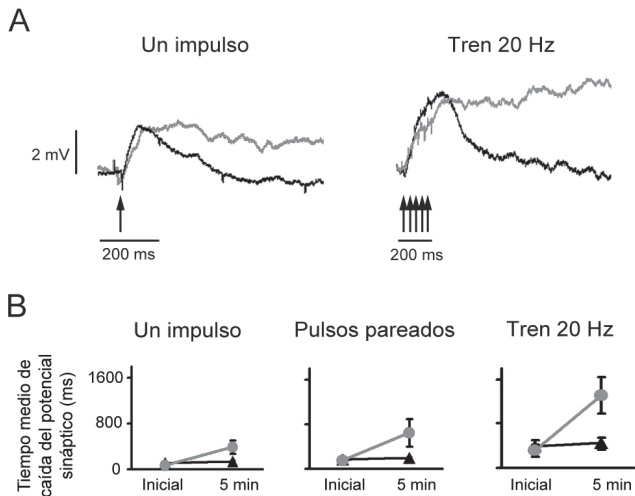 A
Un impulso
Tren 20 Hz
2 mV
200 ms
200 ms
B
Un impulso
Pulsos pareados
Tren 20 Hz
Tiempo medio de
caída del potencial
sináptico (ms)
1600
800
0
Inicial
5 min
Inicial
5 min
Inicial
5 min